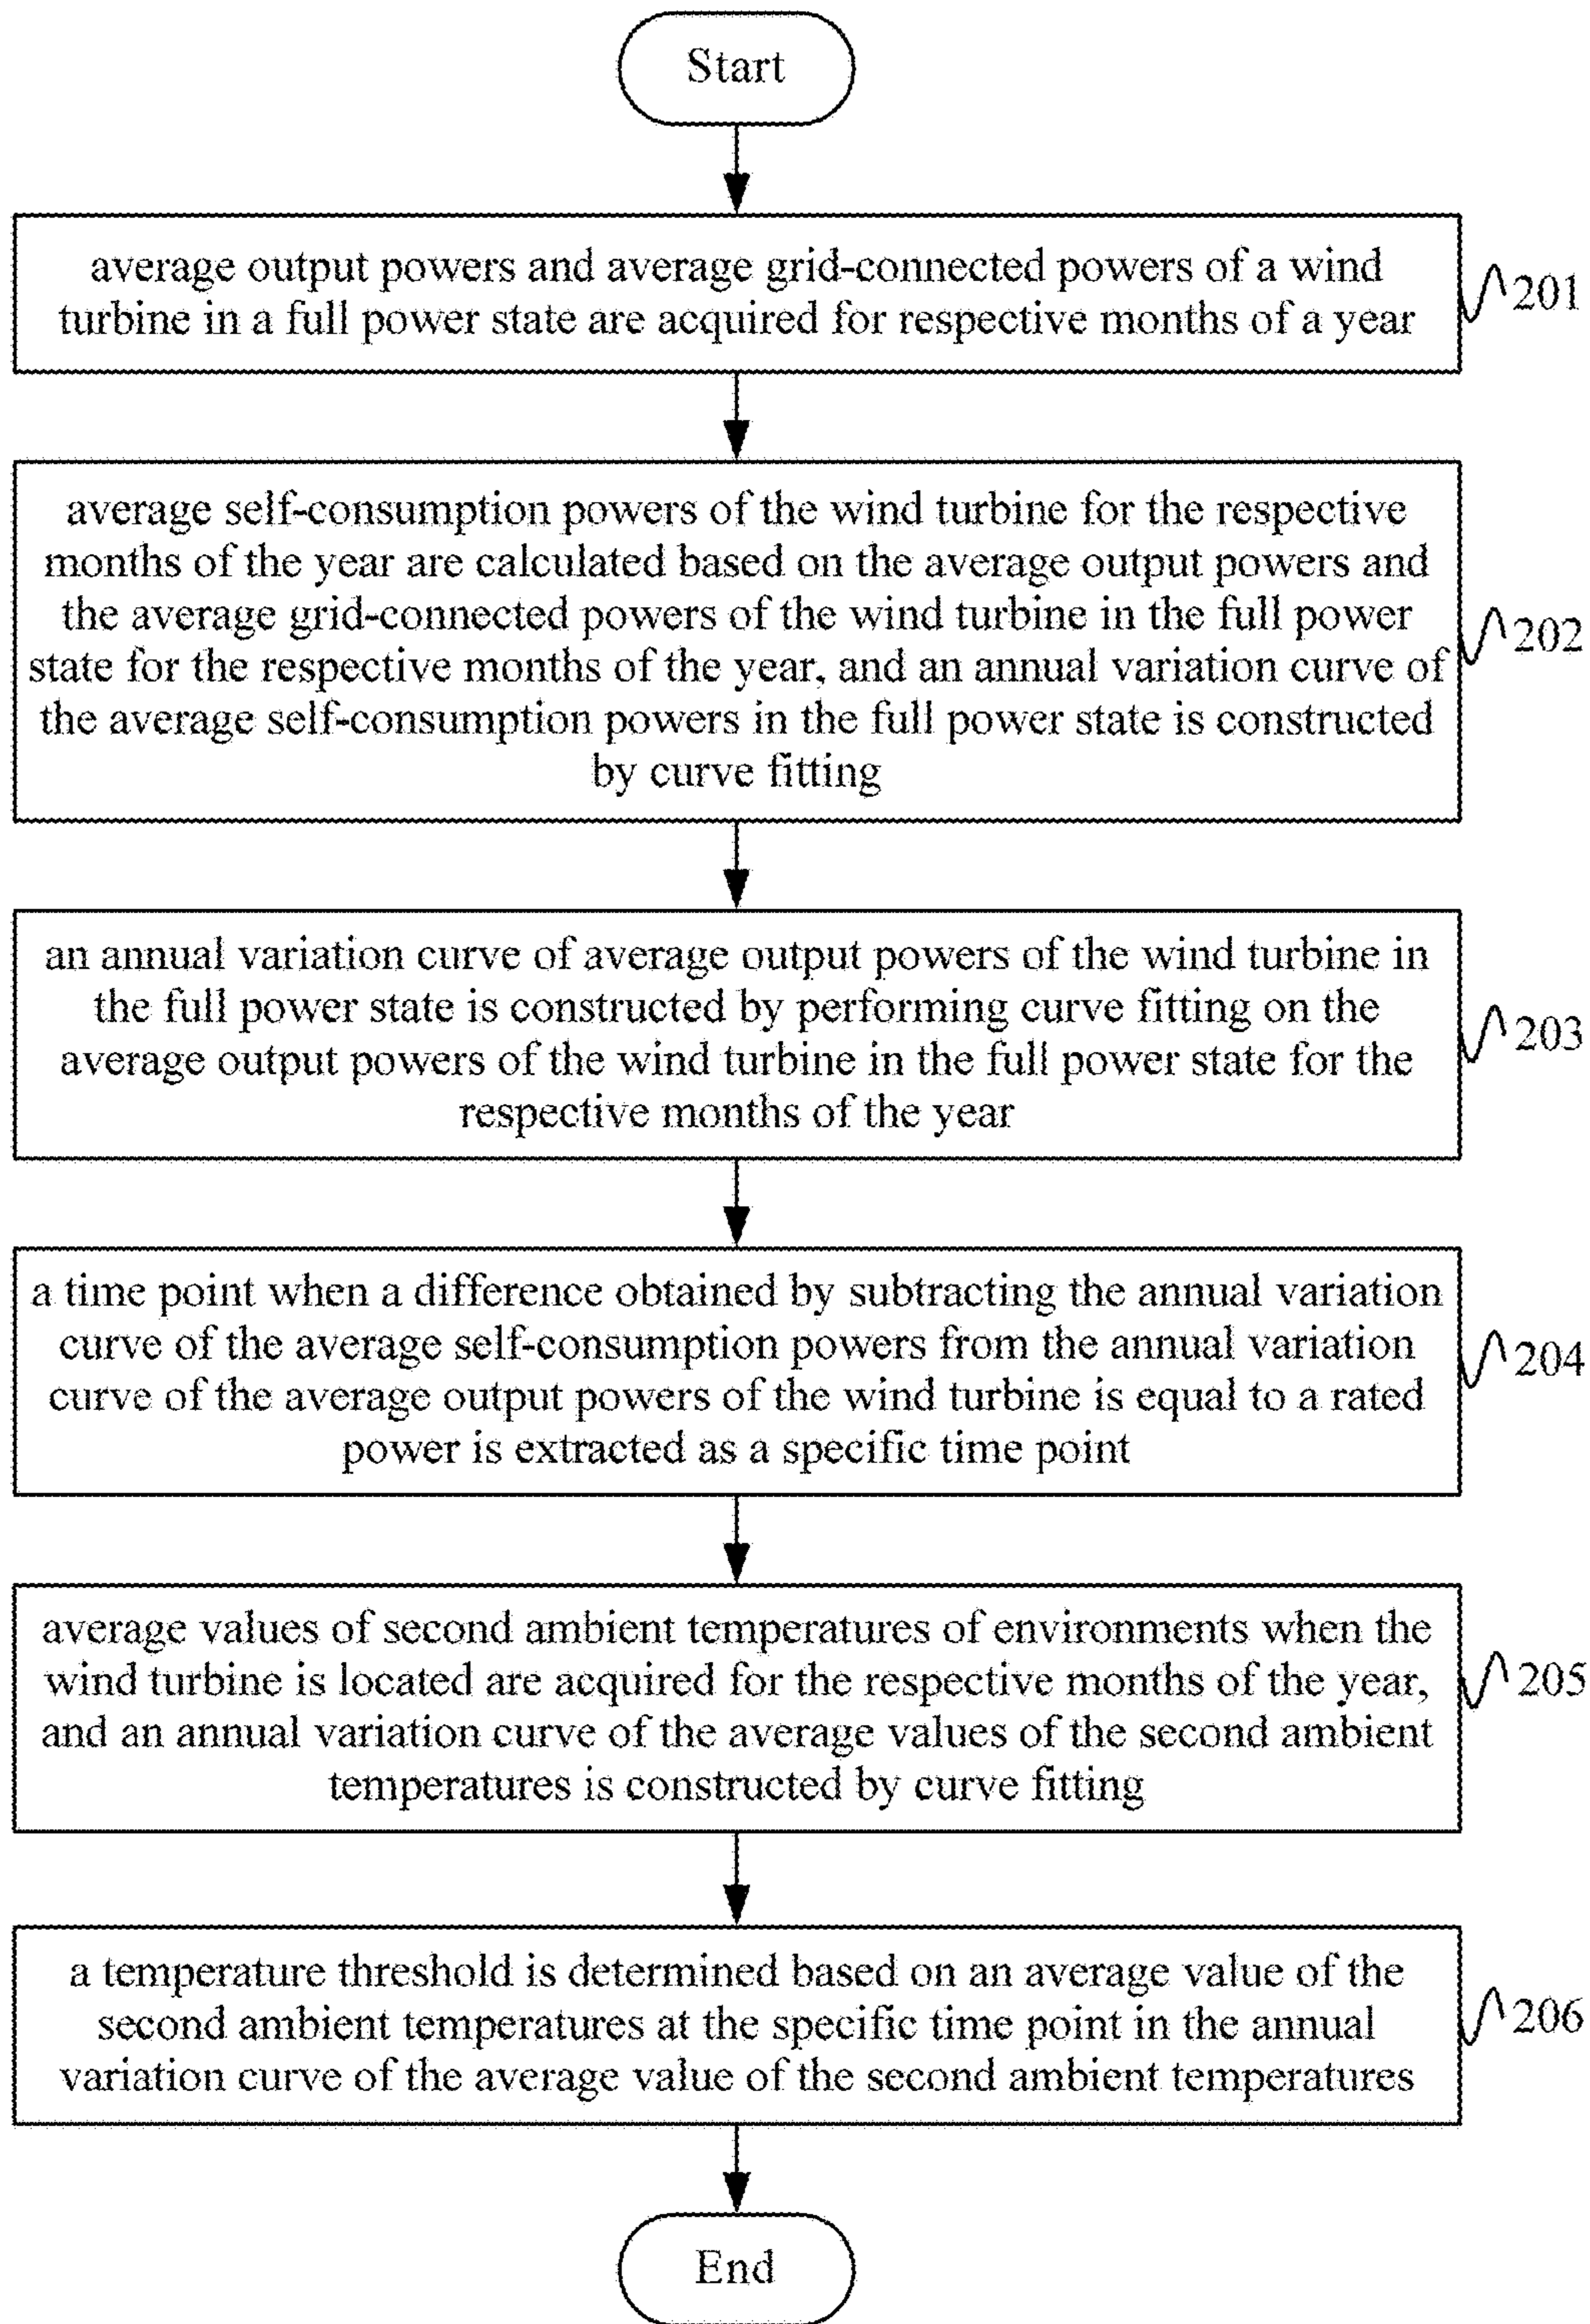 Start
average output powers and average grid-connected powers of a wind
turbine in a full power state are acquired for respective months of a year
201
average self-consumption powers of the wind turbine for the respective
months of the year are calculated based on the average output powers and
the average grid-connected powers of the wind turbine in the full power
state for the respective months of the year, and an annual variation curve of
the average self-consumption powers in the full power state is constructed
by curve fitting
202
an annual variation curve of average output powers of the wind turbine in
the full power state is constructed by performing curve fitting on the
average output powers of the wind turbine in the full power state for the
respective months of the year
203
a time point when a difference obtained by subtracting the annual variation
curve of the average self-consumption powers from the annual variation
curve of the average output powers of the wind turbine is equal to a rated
power is extracted as a specific time point
204
average values of second ambient temperatures of environments when the
wind turbine is located are acquired for the respective months of the year,
and an annual variation curve of the average values of the second ambient
temperatures is constructed by curve fitting
205
a temperature threshold is determined based on an average value of the
second ambient temperatures at the specific time point in the annual
variation curve of the average value of the second ambient temperatures
206
End